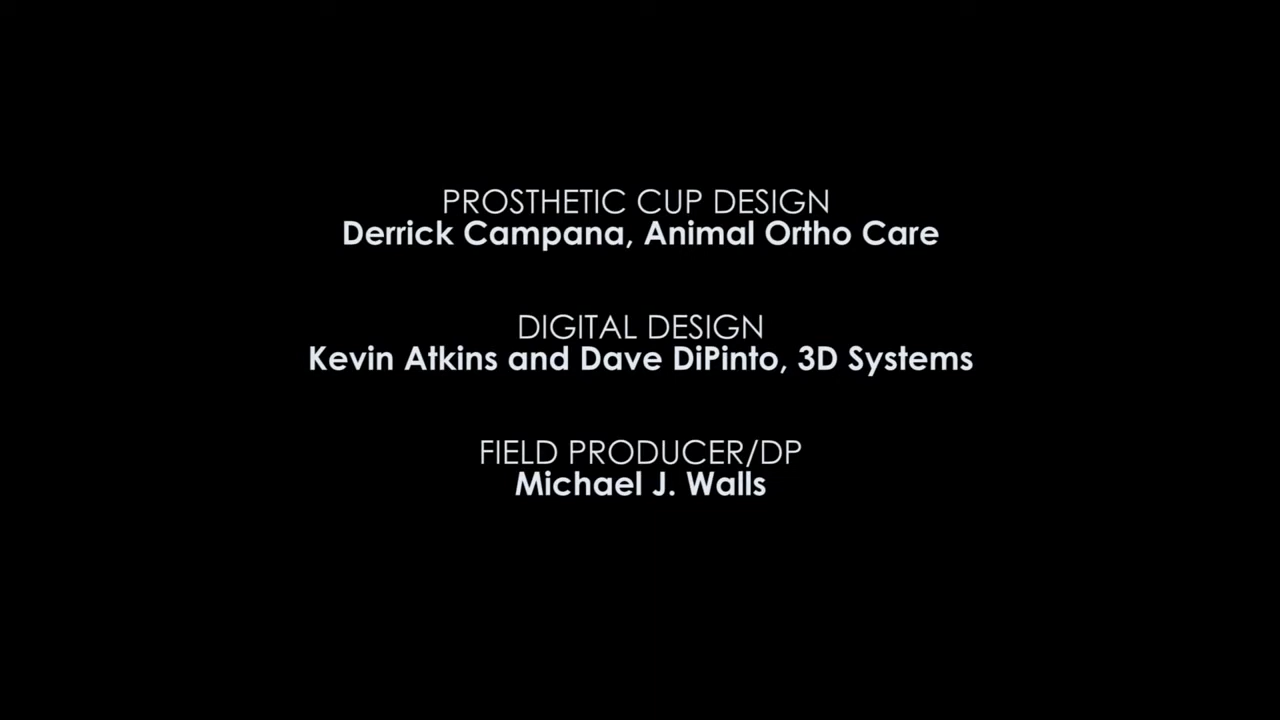 PROSTHETIC CUP DESIGN
Derrick Campana, Animal Ortho Care
DIGITAL DESIGN
Kevin Atkins and Dave DiPinto, 3D Systems
FIELD PRODUCER/DP
Michael J. Walls